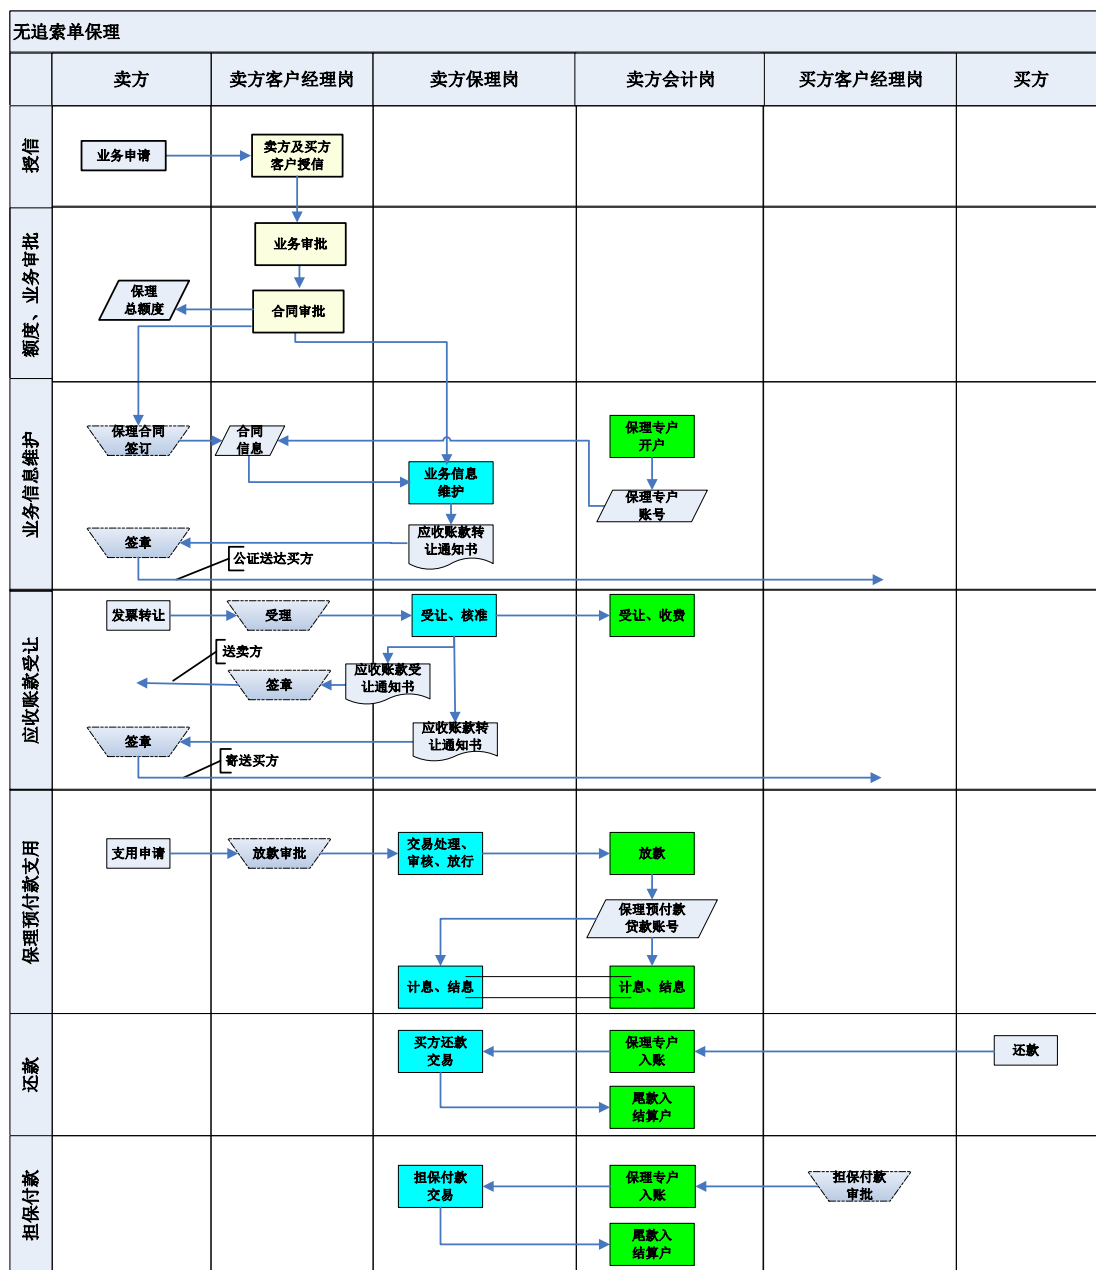 无追索单保理
卖方
卖方客户经理岗
卖方保理岗
卖方会计岗
买方客户经理岗
买方
授信
业务申请
卖方及买方
客户授信
额度、业务审批
业务审批
保理
总额度
合同审批
业务信息维护
保理合同
签订
合同
信息
保理专户
开户
业务信息
维护
保理专户
账号
签章
应收账款转
让通知书
公证送达买方
应收账款受让
发票转让
受理
受让、核准
受让、收费
送卖方
签章
应收账款受
让通知书
签章
应收账款转
让通知书
寄送买方
保理预付款支用
支用申请
放款审批
交易处理、
审核、放行
放款
保理预付款
贷款账号
计息、结息
计息、结息
还款
买方还款
交易
保理专户
入账
还款
尾款入
结算户
担保付款
担保付款
交易
保理专户
入账
担保付款
审批
尾款入
结算户